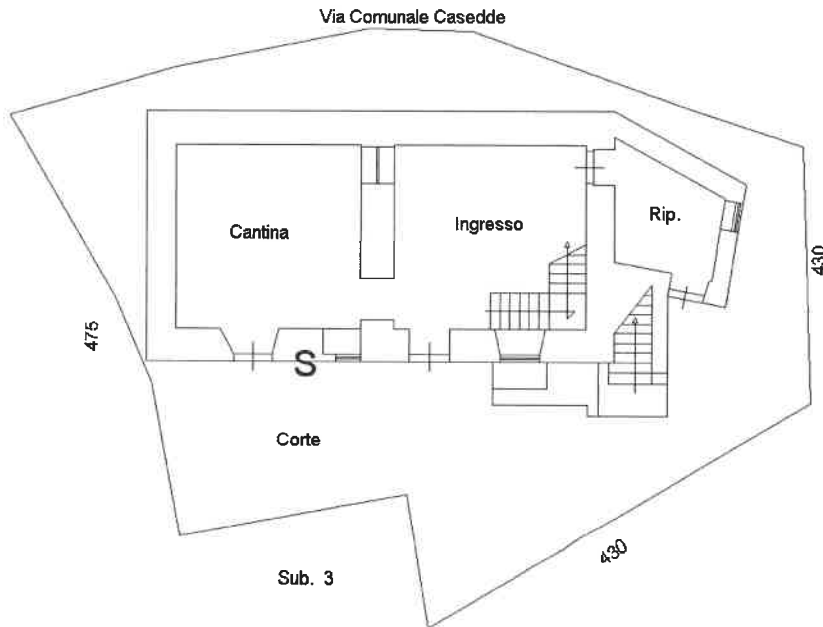 Via Comunale Casedde
Cantina
Ingresso
Rip.
430
475
S
Corte
430
Sub. 3